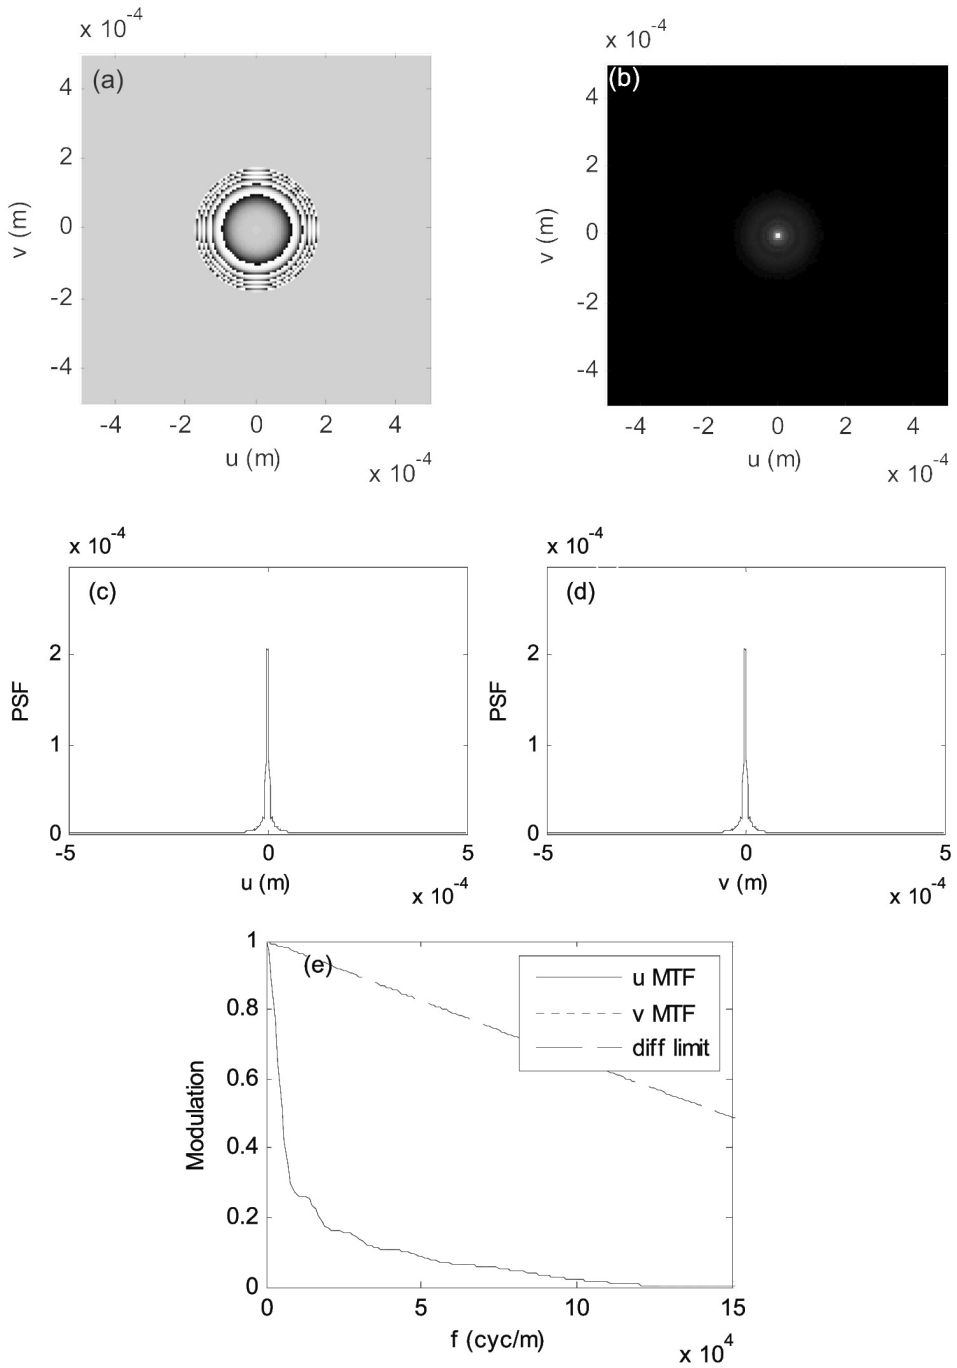 x 10⁻⁴
(a)
4
2
0
-2
-4
v (m)
-4 -2 0 2 4
u (m)
x 10⁻⁴
x 10⁻⁴
(b)
4
2
0
-2
-4
v (m)
-4 -2 0 2 4
u (m)
x 10⁻⁴
x 10⁻⁴
(c)
2
1
0
PSF
-5 0 5
u (m)
x 10⁻⁴
x 10⁻⁴
(d)
2
1
0
PSF
-5 0 5
v (m)
x 10⁻⁴
1
0.8
0.6
0.4
0.2
0
Modulation
(e)
u MTF
v MTF
diff limit
0 5 10 15
f (cyc/m)
x 10⁴